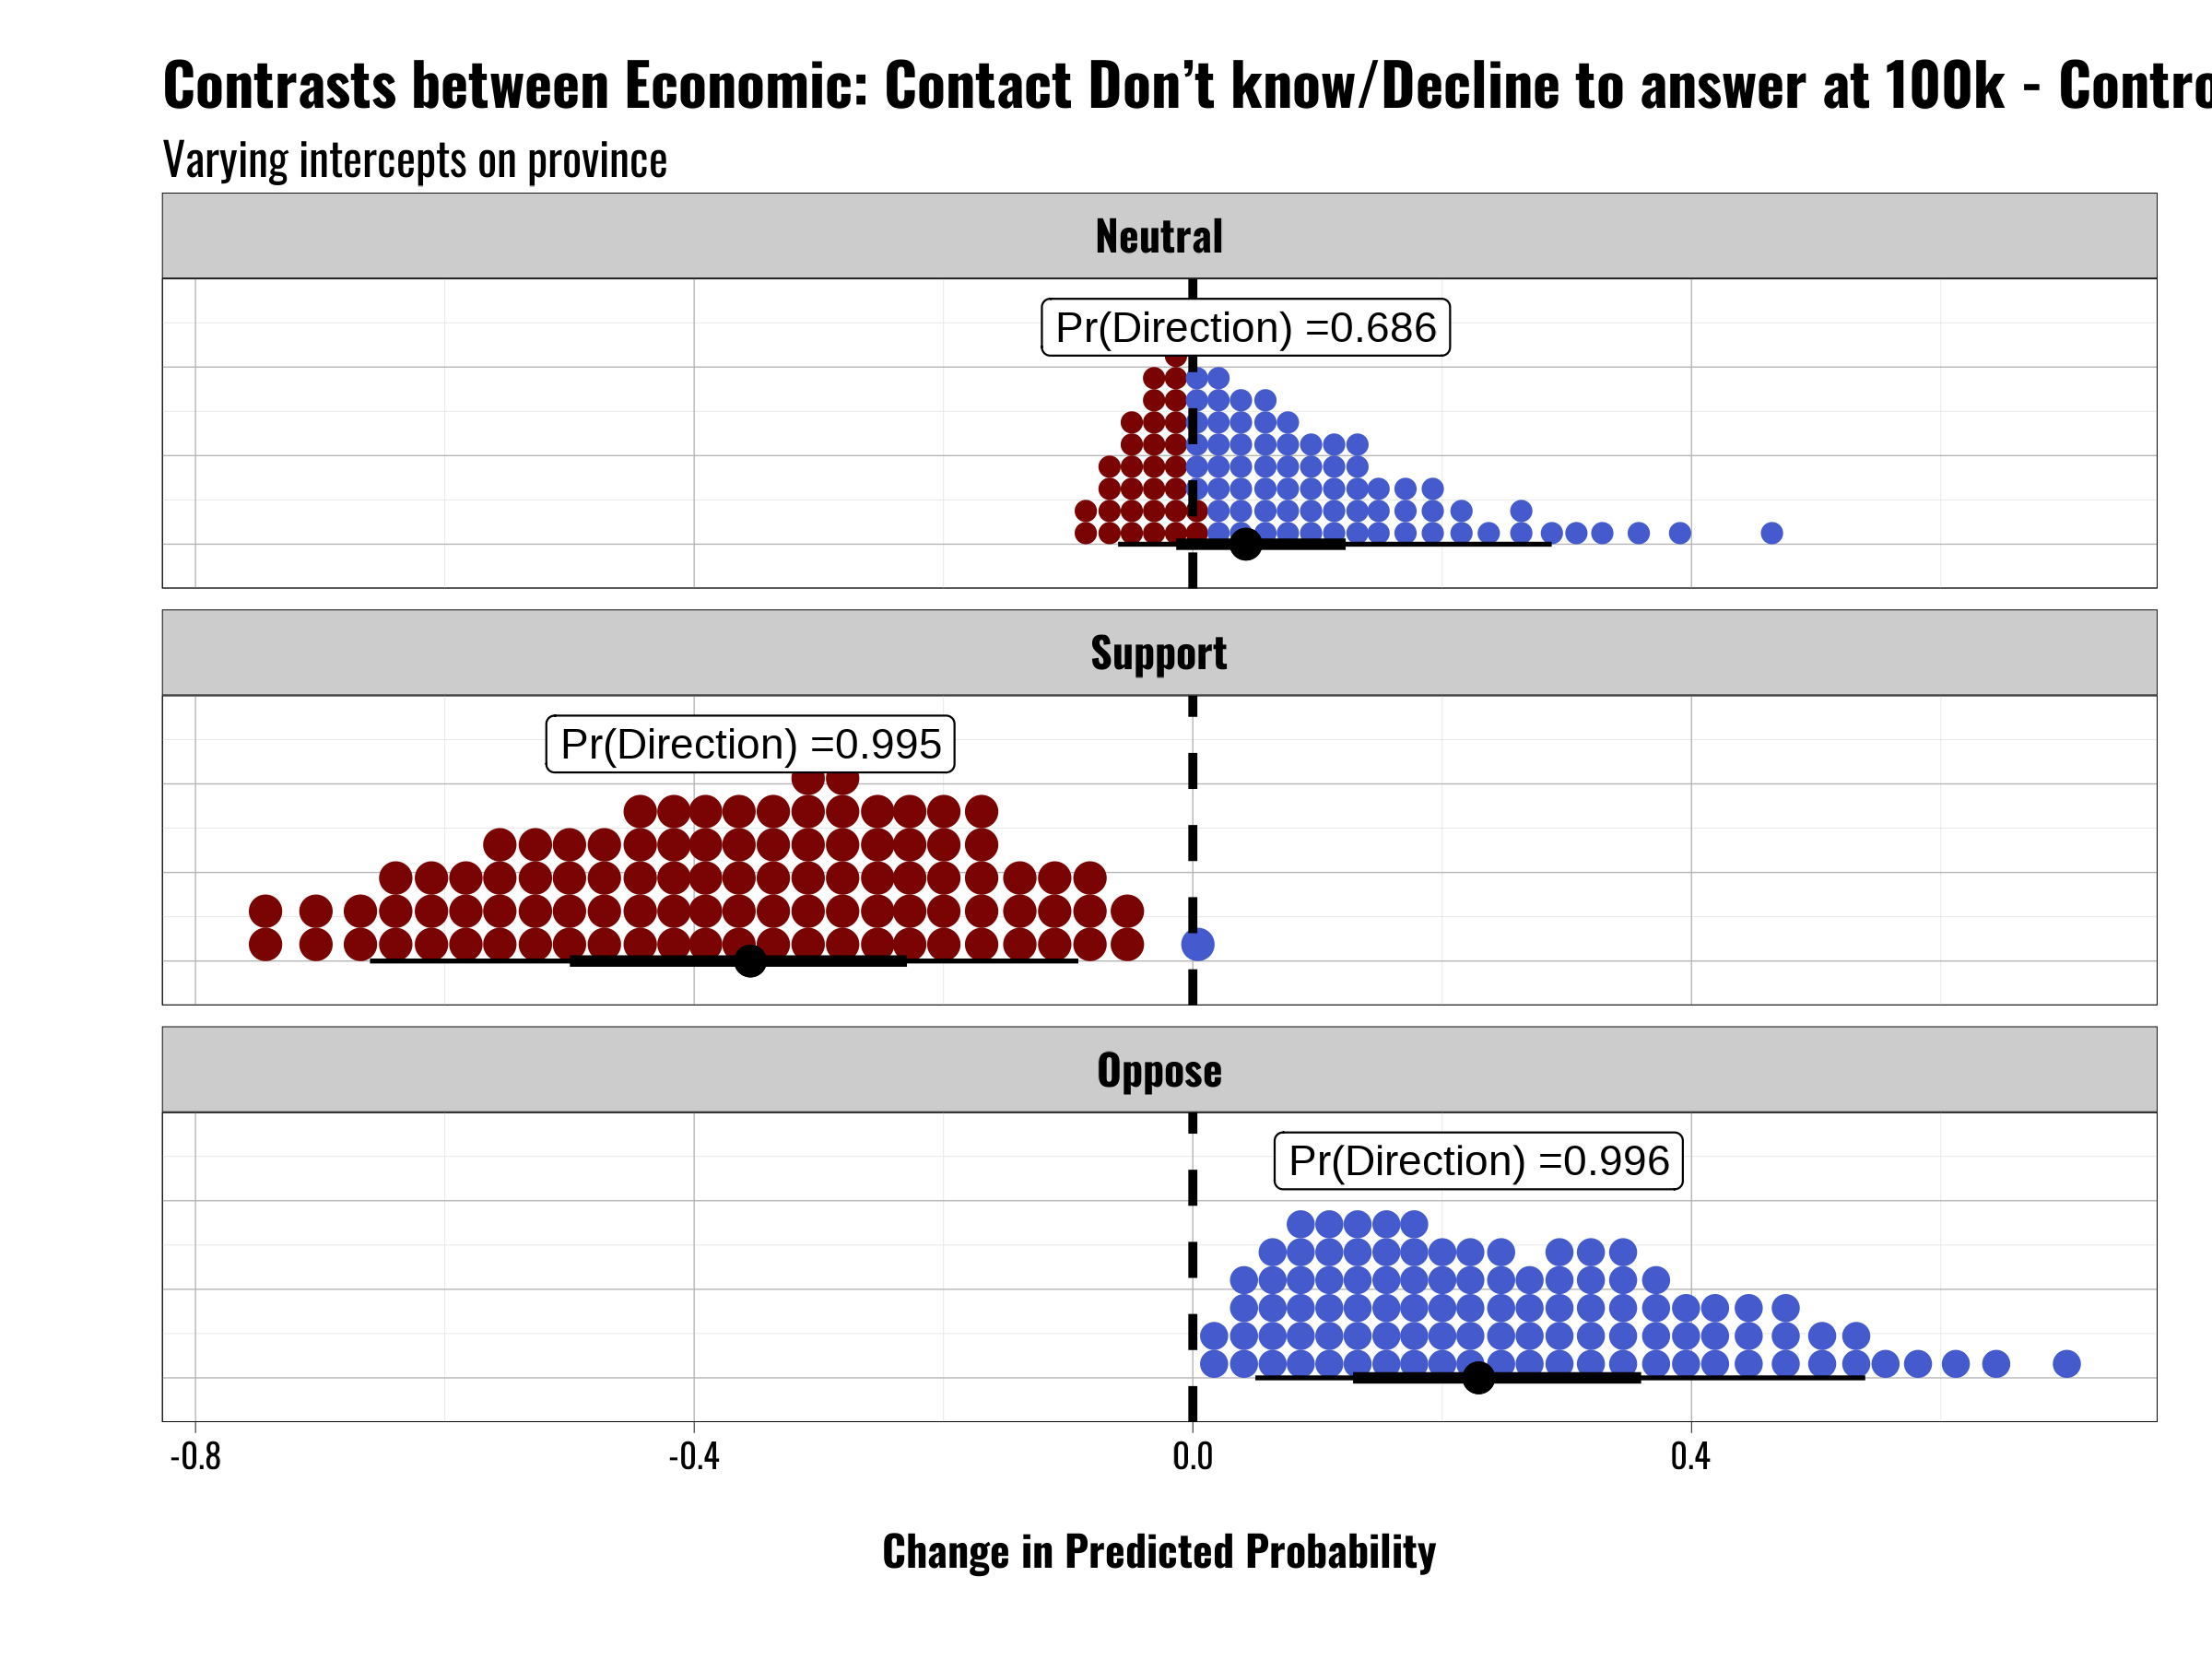 Contrasts between Economic: Contact Don’t know/Decline to answer at 100k - Contro
Varying intercepts on province
Neutral
Pr(Direction) =0.686
Support
Pr(Direction) =0.995
Oppose
Pr(Direction) =0.996
-0.8 -0.4 0.0 0.4
Change in Predicted Probability